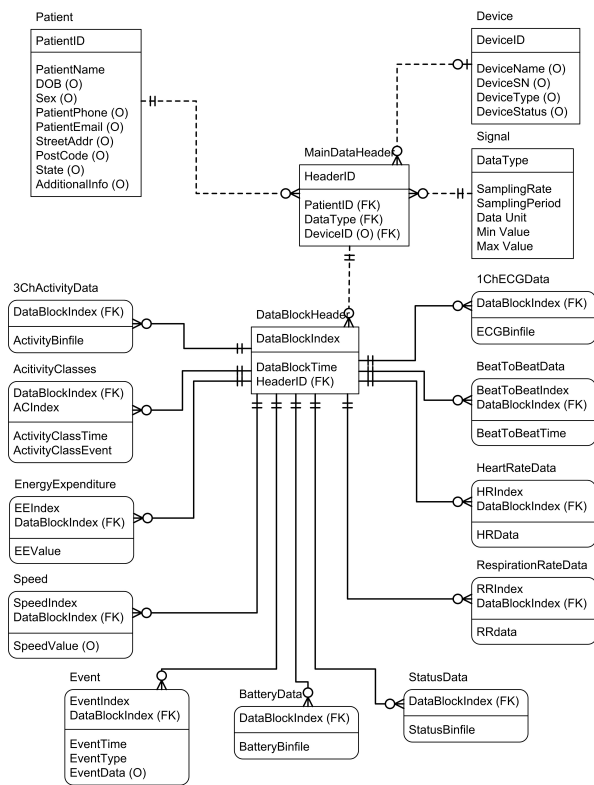 Patient
PatientID
PatientName
DOB (O)
Sex (O)
PatientPhone (O)
PatientEmail (O)
StreetAddr (O)
PostCode (O)
State (O)
AdditionalInfo (O)
Device
DeviceID
DeviceName (O)
DeviceSN (O)
DeviceType (O)
DeviceStatus (O)
Signal
DataType
SamplingRate
SamplingPeriod
Data Unit
Min Value
Max Value
MainDataHeader
HeaderID
PatientID (FK)
DataType (FK)
DeviceID (O) (FK)
3ChActivityData
DataBlockIndex (FK)
ActivityBinfile
DataBlockHeader
DataBlockIndex
DataBlockTime
HeaderID (FK)
1ChECGData
DataBlockIndex (FK)
ECGBinfile
AcitivityClasses
DataBlockIndex (FK)
ACIndex
ActivityClassTime
ActivityClassEvent
BeatToBeatData
BeatToBeatIndex
DataBlockIndex (FK)
BeatToBeatTime
EnergyExpenditure
EEIndex
DataBlockIndex (FK)
EEValue
HeartRateData
HRIndex
DataBlockIndex (FK)
HRData
Speed
SpeedIndex
DataBlockIndex (FK)
SpeedValue (O)
RespirationRateData
RRIndex
DataBlockIndex (FK)
RRdata
Event
EventIndex
DataBlockIndex (FK)
EventTime
EventType
EventData (O)
BatteryData
DataBlockIndex (FK)
BatteryBinfile
StatusData
DataBlockIndex (FK)
StatusBinfile